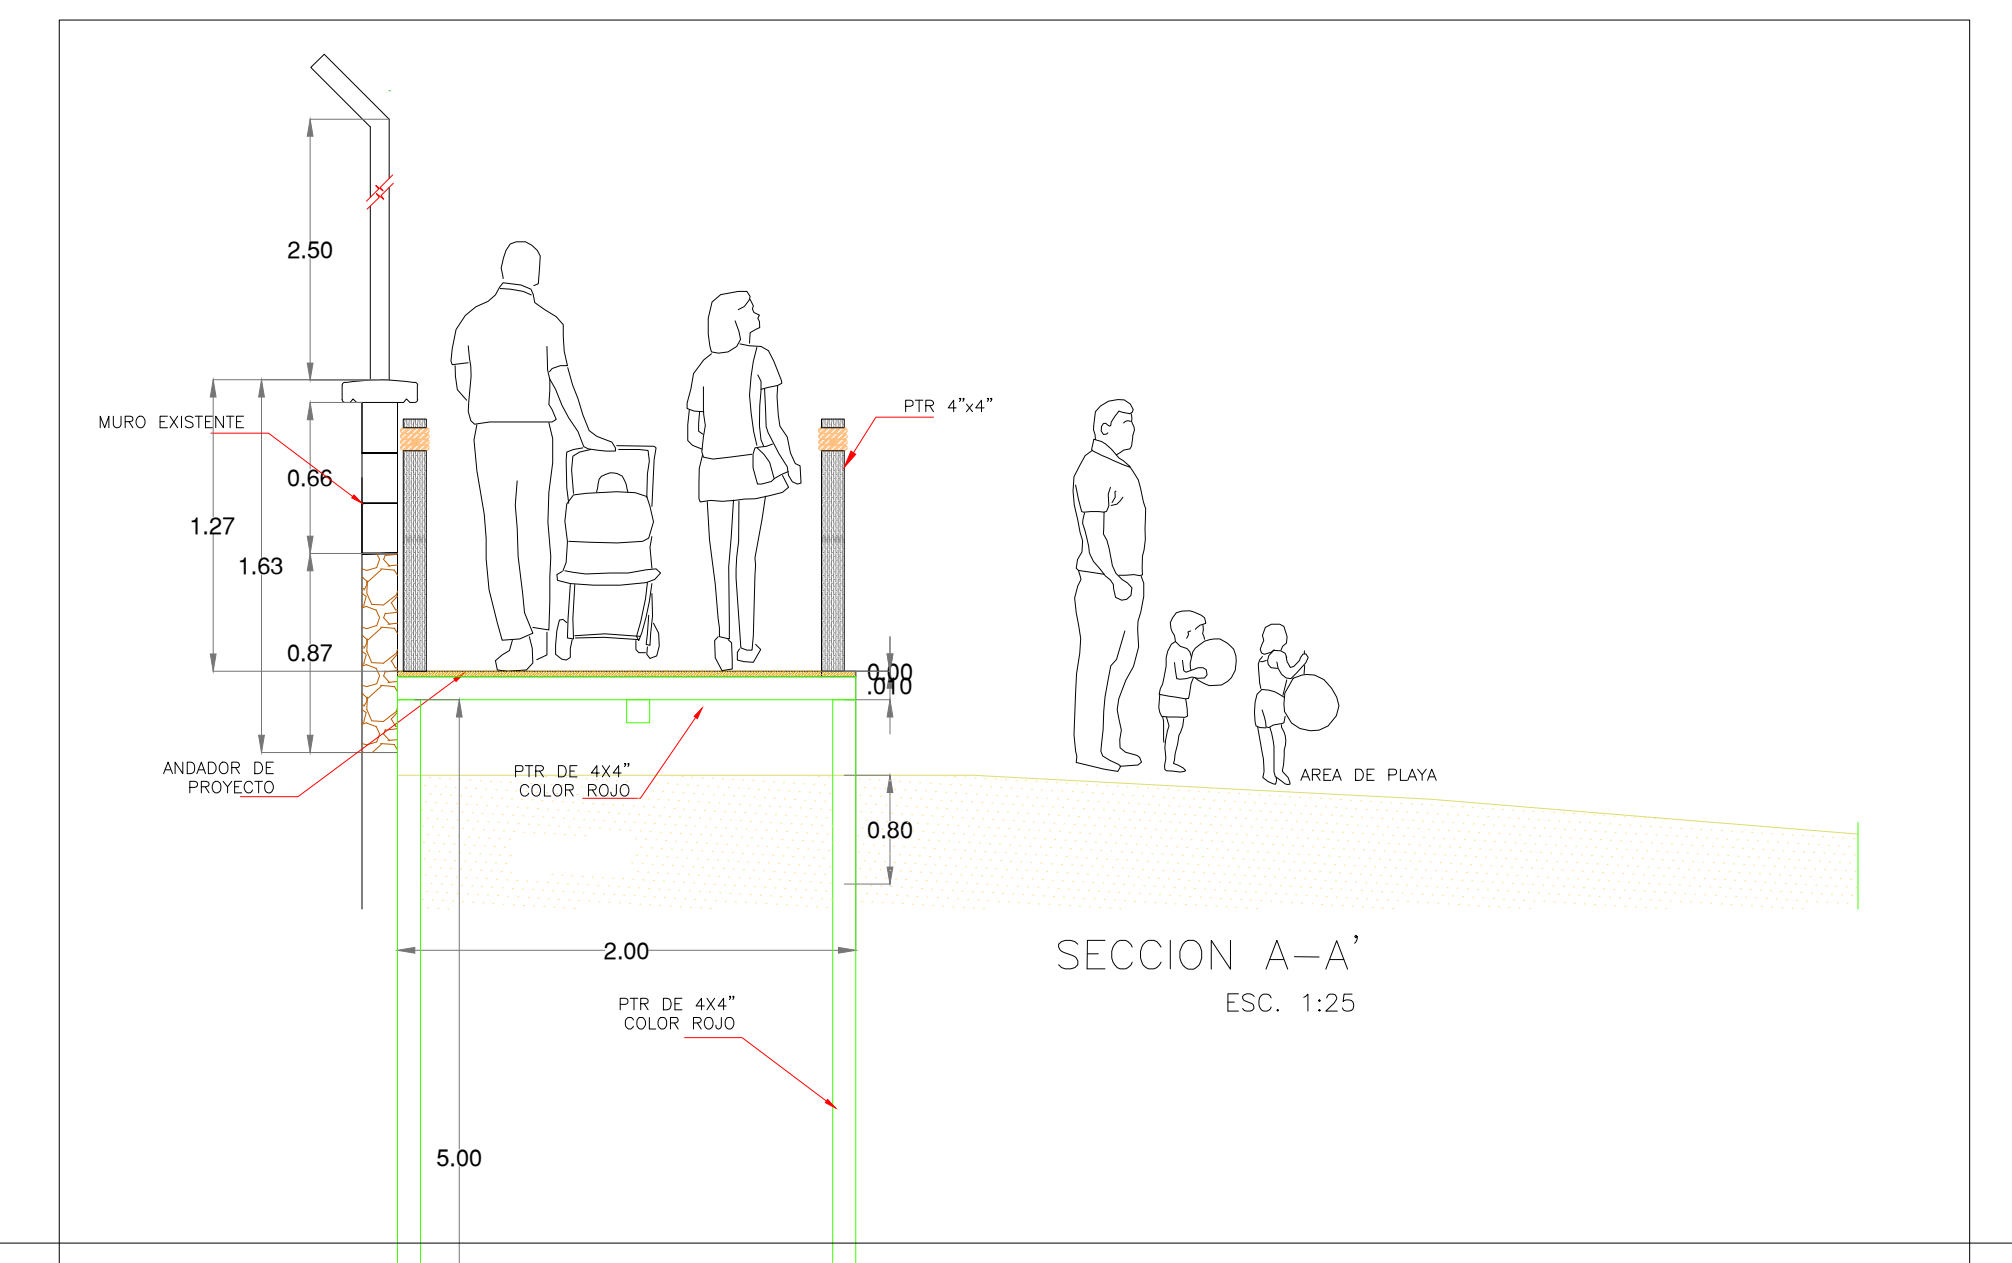 2.50
MURO EXISTENTE
PTR 4"x4"
0.66
1.27
1.63
0.87
0.00
.010
ANDADOR DE
PROYECTO
PTR DE 4X4"
COLOR ROJO
AREA DE PLAYA
0.80
2.00
SECCION A-A'
ESC. 1:25
PTR DE 4X4"
COLOR ROJO
5.00